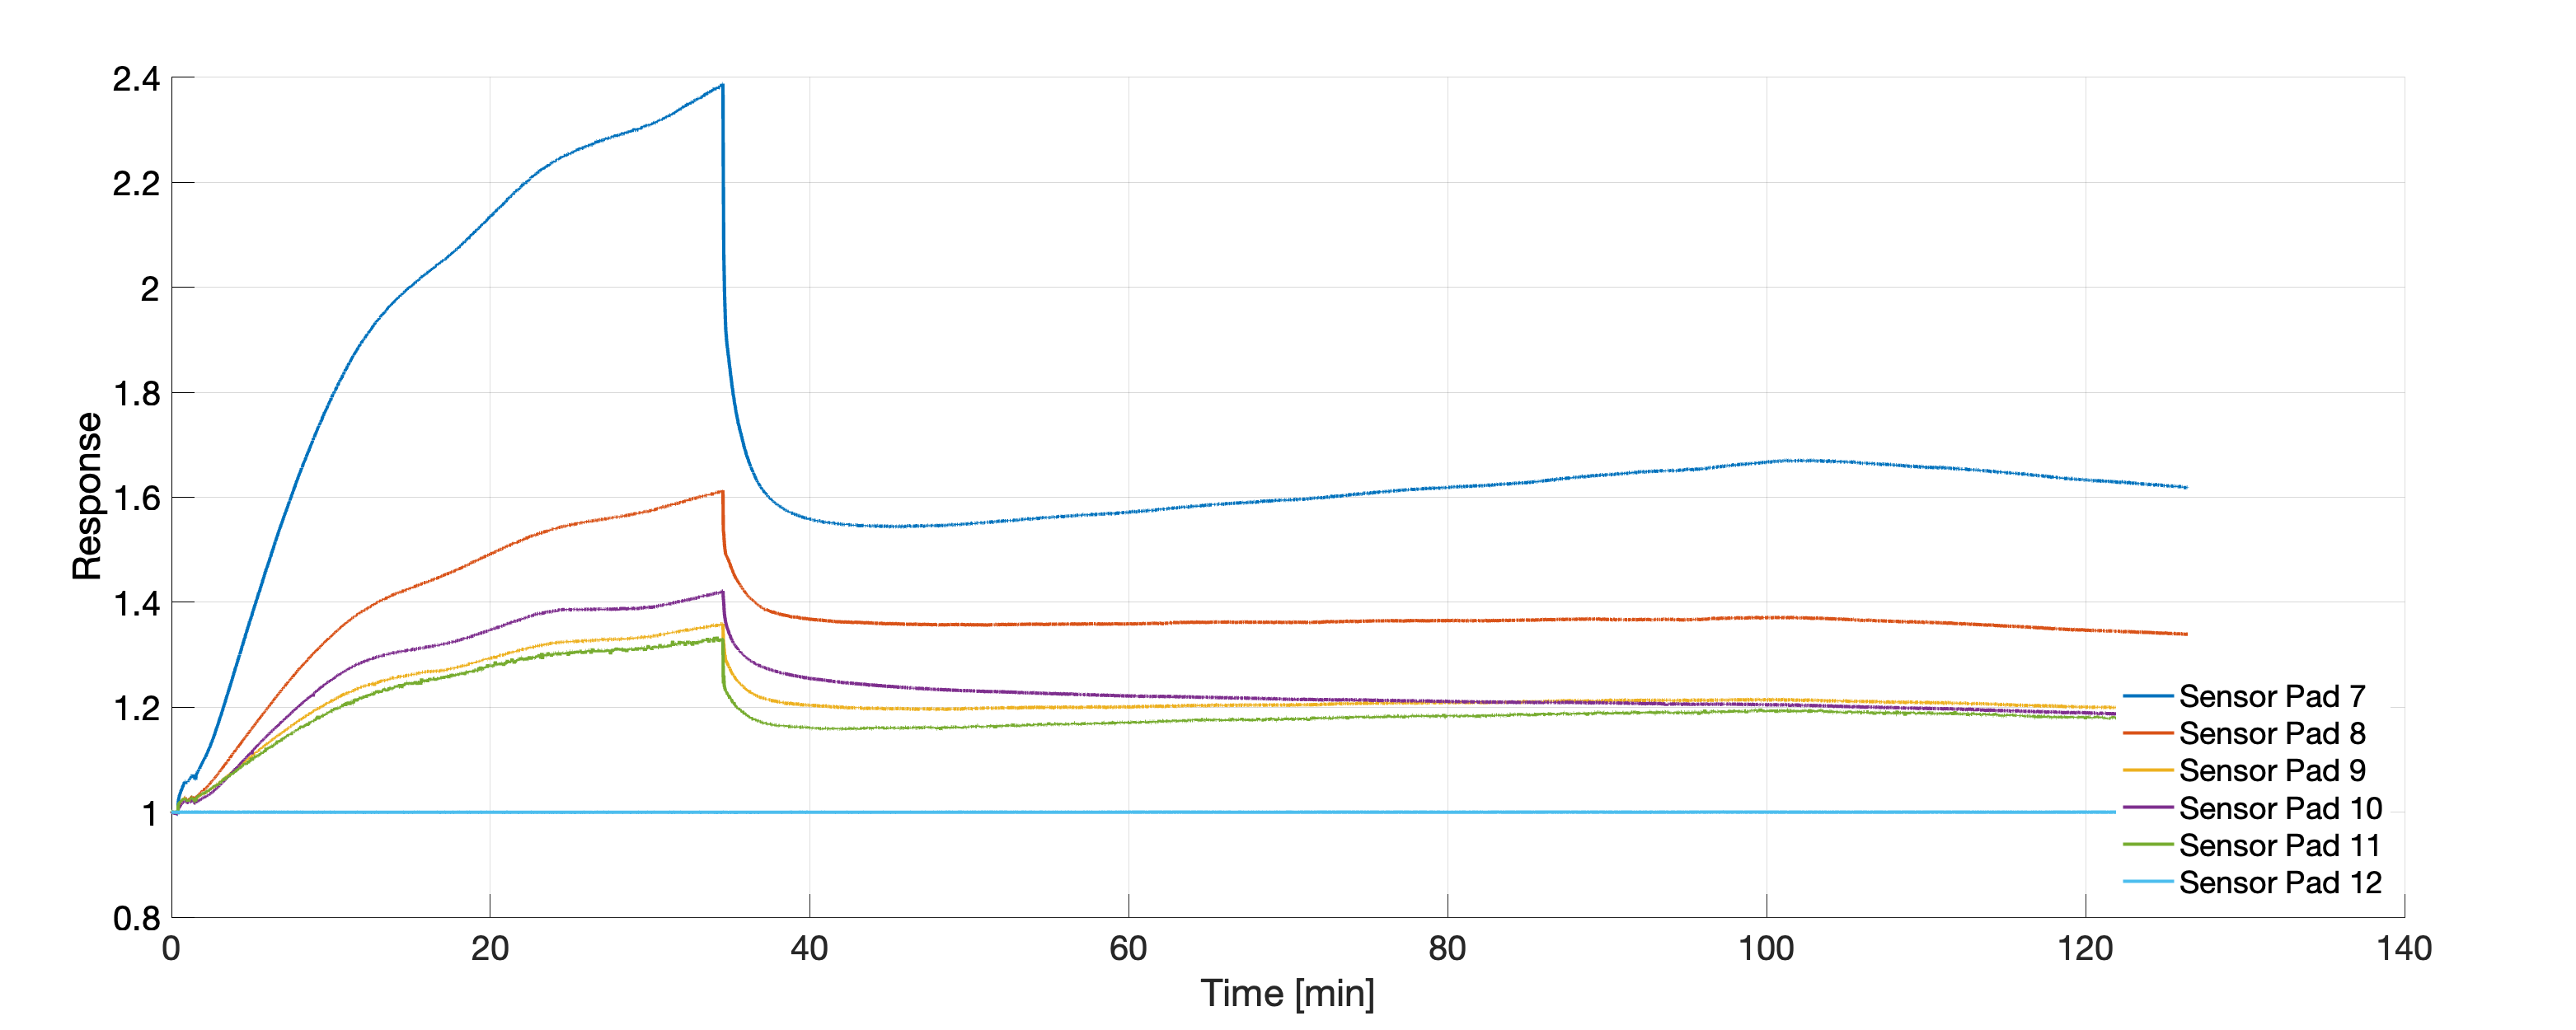 2.4
2.2
2
1.8
1.6
1.4
1.2
1
0.8
Response
0 20 40 60 80 100 120 140
Time [min]
Sensor Pad 7
Sensor Pad 8
Sensor Pad 9
Sensor Pad 10
Sensor Pad 11
Sensor Pad 12